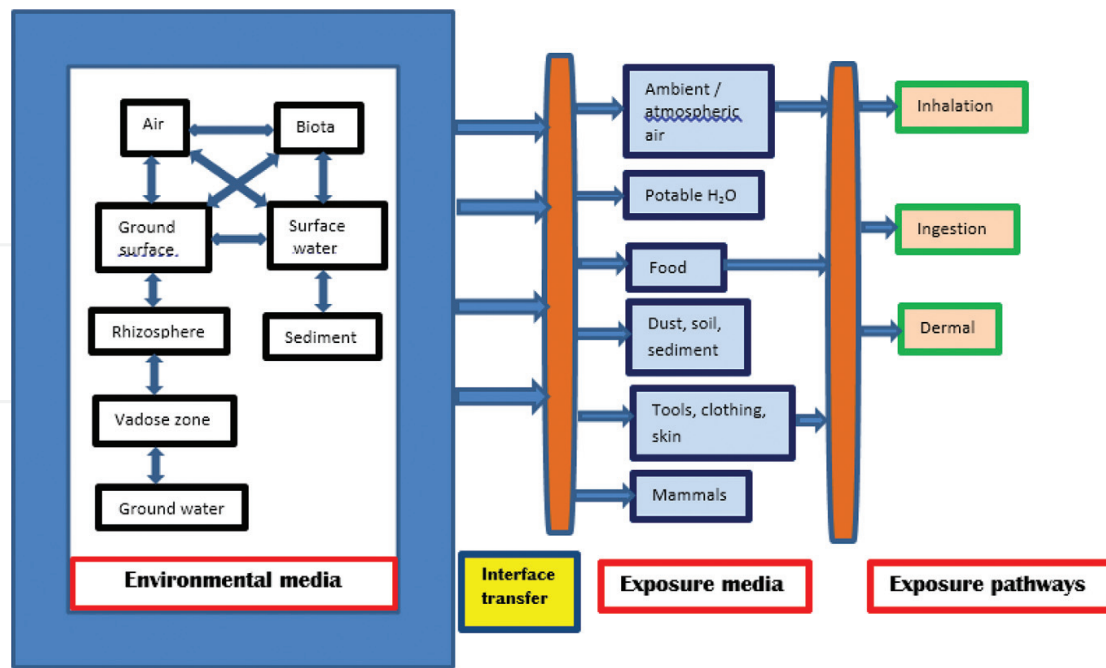 Air
Biota
Ground
surface
Surface
water
Rhizosphere
Sediment
Vadose zone
Ground water
Environmental media
Interface
transfer
Ambient /
atmospheric
air
Potable H₂O
Food
Dust, soil,
sediment
Tools, clothing,
skin
Mammals
Exposure media
Inhalation
Ingestion
Dermal
Exposure pathways